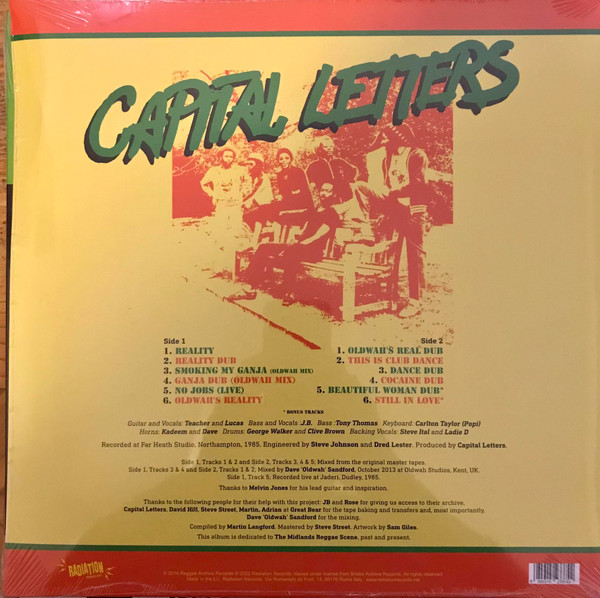 CAPITAL LETTERS
Side 1
1. REALITY
2. REALITY DUB
3. SMOKING MY GANJA (OLDWAH MIX)
4. GANJA DUB (OLDWAH MIX)
5. NO JOBS (LIVE)
6. OLDWAH'S REALITY
Side 2
1. OLDWAH'S REAL DUB
2. THIS IS CLUB DANCE
3. DANCE DUB
4. COCAINE DUB
5. BEAUTIFUL WOMAN DUB*
6. STILL IN LOVE*
* BONUS TRACKS
Guitar and Vocals: Teacher and Lucas Bass and Vocals: J.B. Bass: Tony Thomas Keyboard: Carlton Taylor (Popi)
Horns: Kadeem and Dave Drums: George Walker and Clive Brown Backing Vocals: Steve Ital and Ladie D
Recorded at Far Heath Studio, Northampton, 1985. Engineered by Steve Johnson and Dred Lester. Produced by Capital Letters.
Side 1, Tracks 1 & 2 and Side 2, Tracks 3, 4 & 5; Mixed from the original master tapes.
Side 1, Tracks 3 & 4 and Side 2, Tracks 1 & 2; Mixed by Dave 'Oldwah' Sandford, October 2013 at Oldwah Studios, Kent, UK.
Side 1, Track 5; Recorded live at Jaderi, Dudley, 1985.
Thanks to Melvin Jones for his lead guitar and inspiration.
Thanks to the following people for their help with this project: JB and Rose for giving us access to their archive.
Capital Letters, David Hill, Steve Street, Martin, Adrian at Great Bear for the tape baking and transfers and, most importantly,
Dave 'Oldwah' Sandford for the mixing.
Compiled by Martin Langford. Mastered by Steve Street. Artwork by Sam Giles.
This album is dedicated to The Midlands Reggae Scene, past and present.
RADIATION